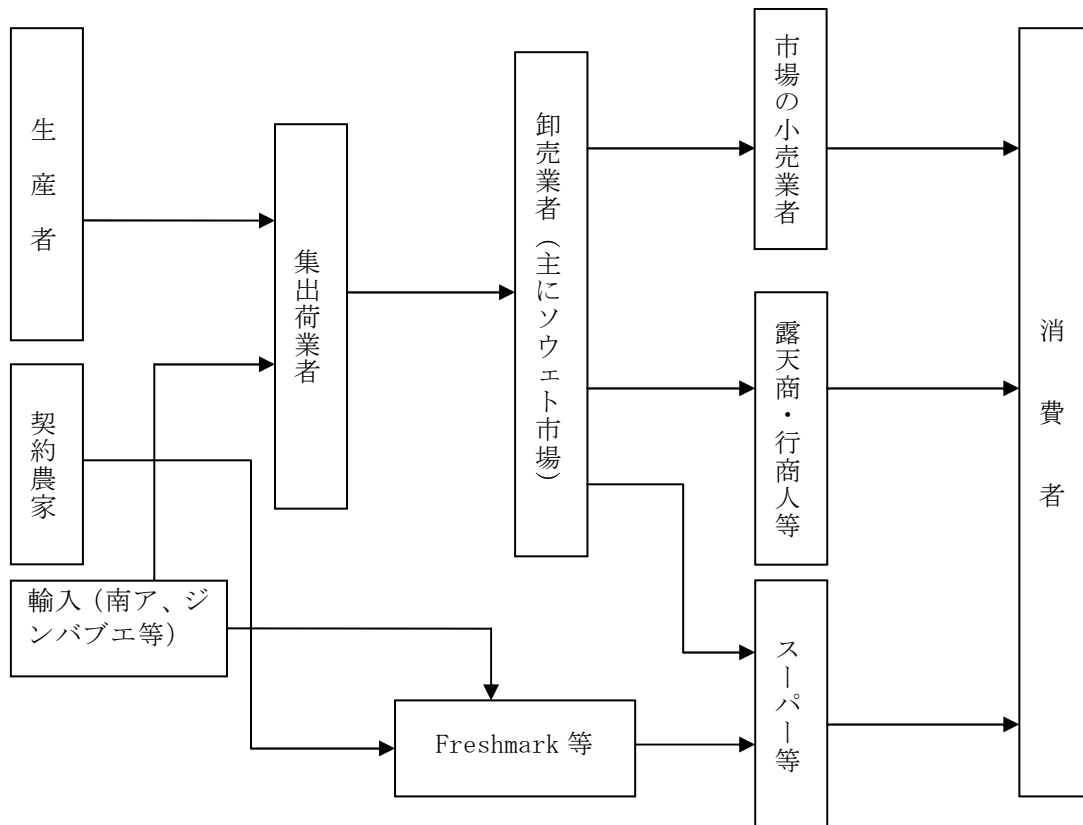 生産者
契約農家
輸入（南ア、ジ
ンバブエ等）
集出荷業者
Freshmark 等
卸売業者（主にソウェト市場）
市場の小売業者
露天商・行商人等
スーパー等
消費者